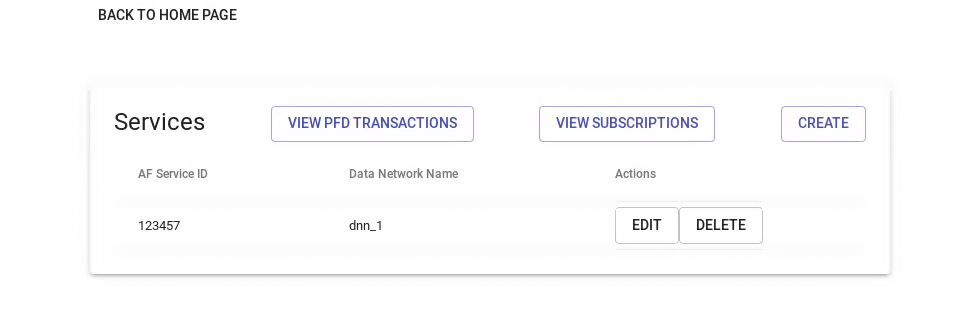 BACK TO HOME PAGE
Services VIEW PFD TRANSACTIONS VIEW SUBSCRIPTIONS CREATE
AF Service ID Data Network Name Actions
123457 dnn_1 EDIT DELETE